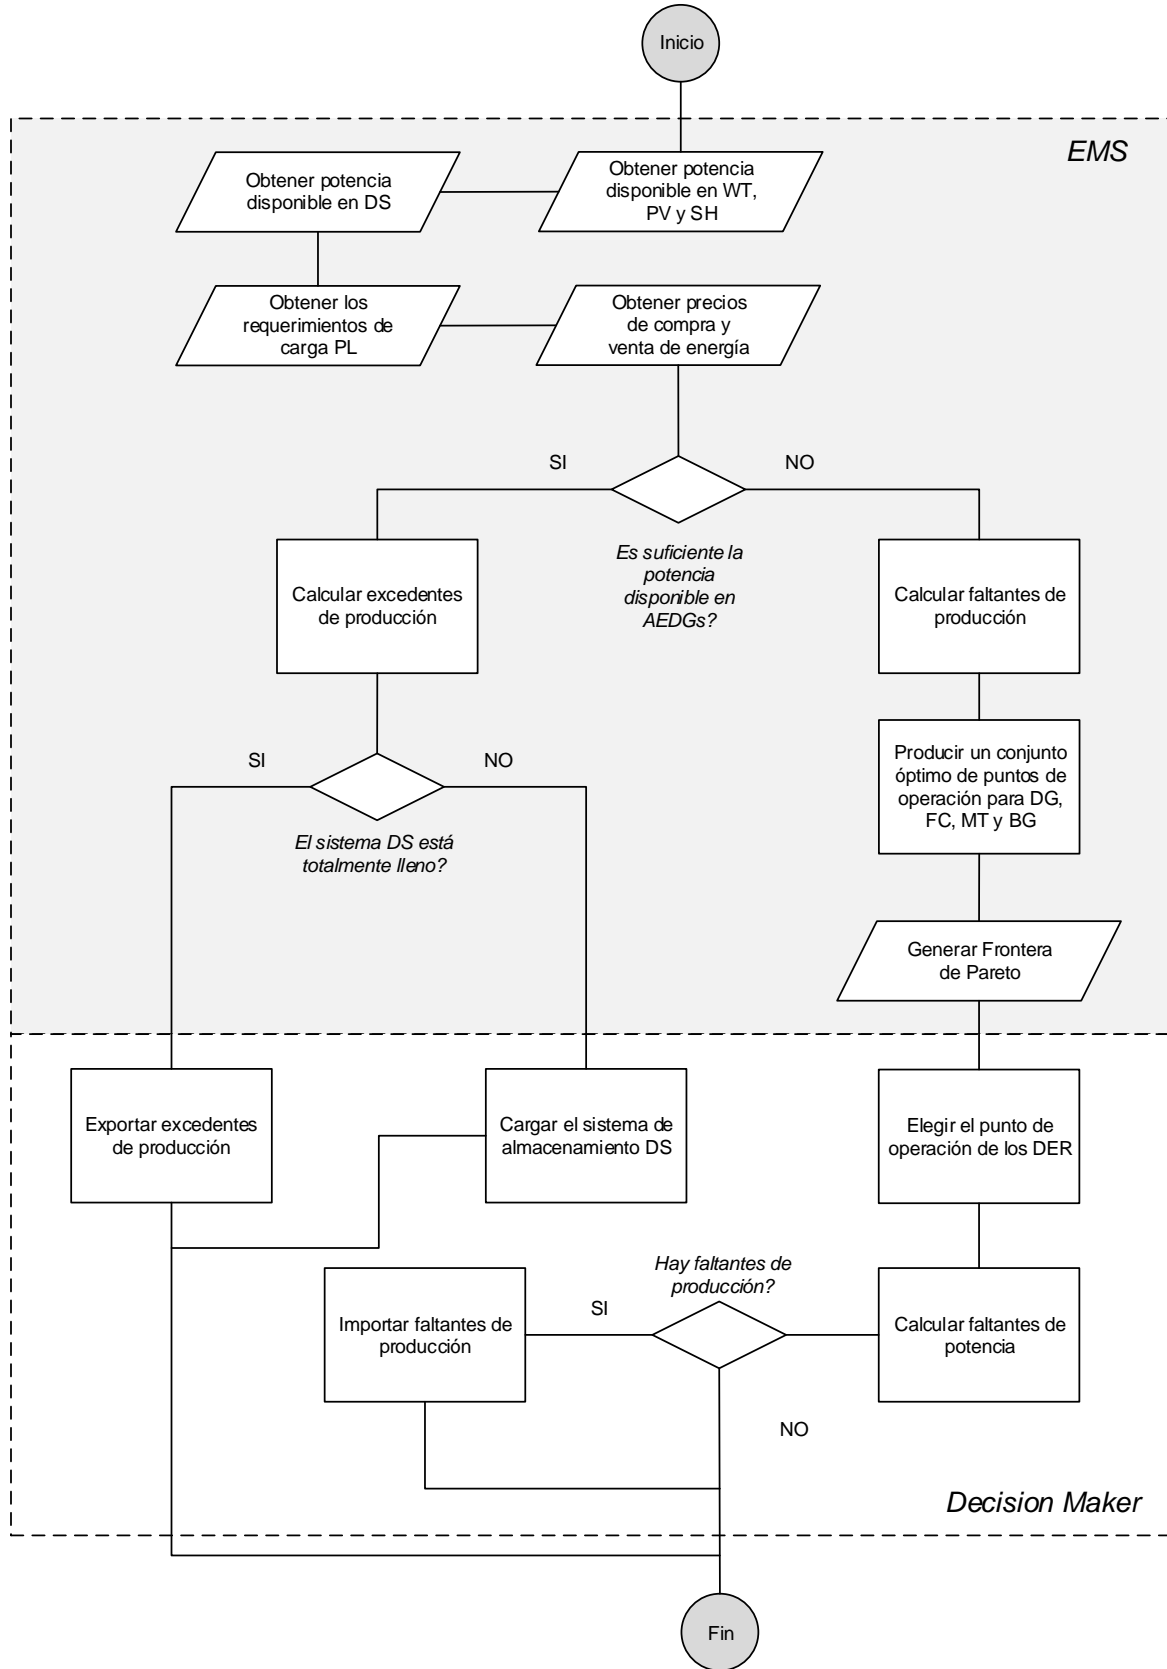 Inicio
EMS
Obtener potencia
disponible en DS
Obtener potencia
disponible en WT,
PV y SH
Obtener los
requerimientos de
carga PL
Obtener precios
de compra y
venta de energía
SI
NO
Es suficiente la
potencia
disponible en
AEDGs?
Calcular excedentes
de producción
Calcular faltantes de
producción
SI
NO
El sistema DS está
totalmente lleno?
Producir un conjunto
óptimo de puntos de
operación para DG,
FC, MT y BG
Generar Frontera
de Pareto
Exportar excedentes
de producción
Cargar el sistema de
almacenamiento DS
Elegir el punto de
operación de los DER
Hay faltantes de
producción?
SI
Importar faltantes de
producción
Calcular faltantes de
potencia
NO
Decision Maker
Fin